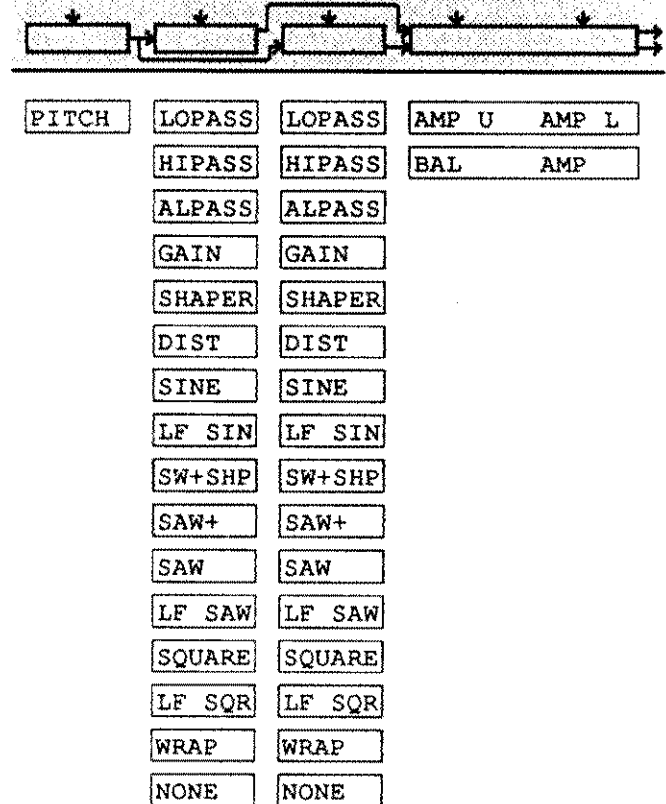 PITCH LOPASS LOPASS AMP U AMP L
HIPASS HIPASS BAL AMP
ALPASS ALPASS
GAIN GAIN
SHAPER SHAPER
DIST DIST
SINE SINE
LF SIN LF SIN
SW+SHP SW+SHP
SAW+ SAW+
SAW SAW
LF SAW LF SAW
SQUARE SQUARE
LF SQR LF SQR
WRAP WRAP
NONE NONE